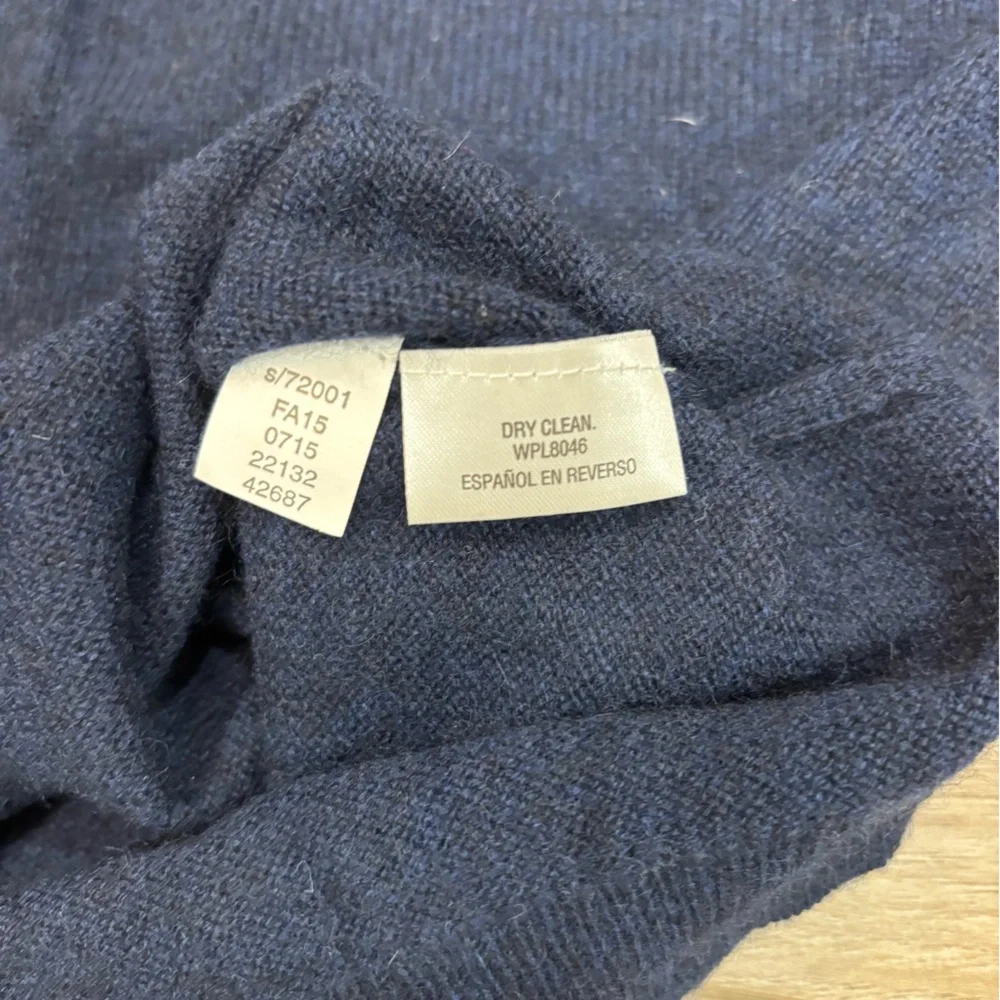 s/72001
FA15
0715
22132
42687
DRY CLEAN.
WPL8046
ESPAÑOL EN REVERSO